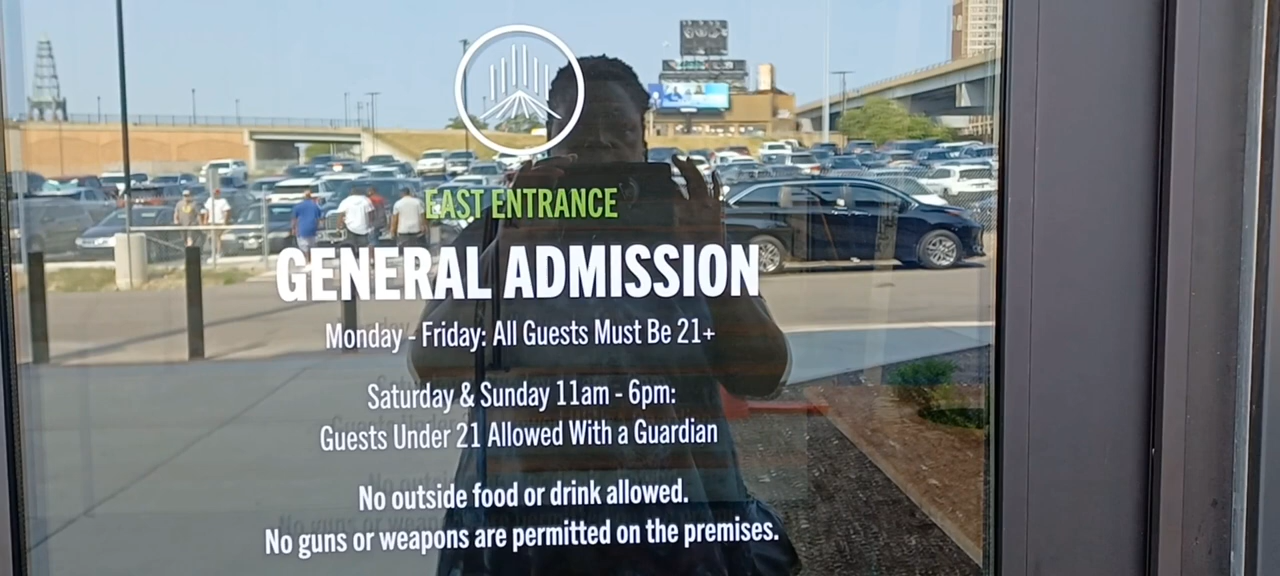 EAST ENTRANCE
GENERAL ADMISSION
Monday - Friday: All Guests Must Be 21+
Saturday & Sunday 11am - 6pm:
Guests Under 21 Allowed With a Guardian
No outside food or drink allowed.
No guns or weapons are permitted on the premises.